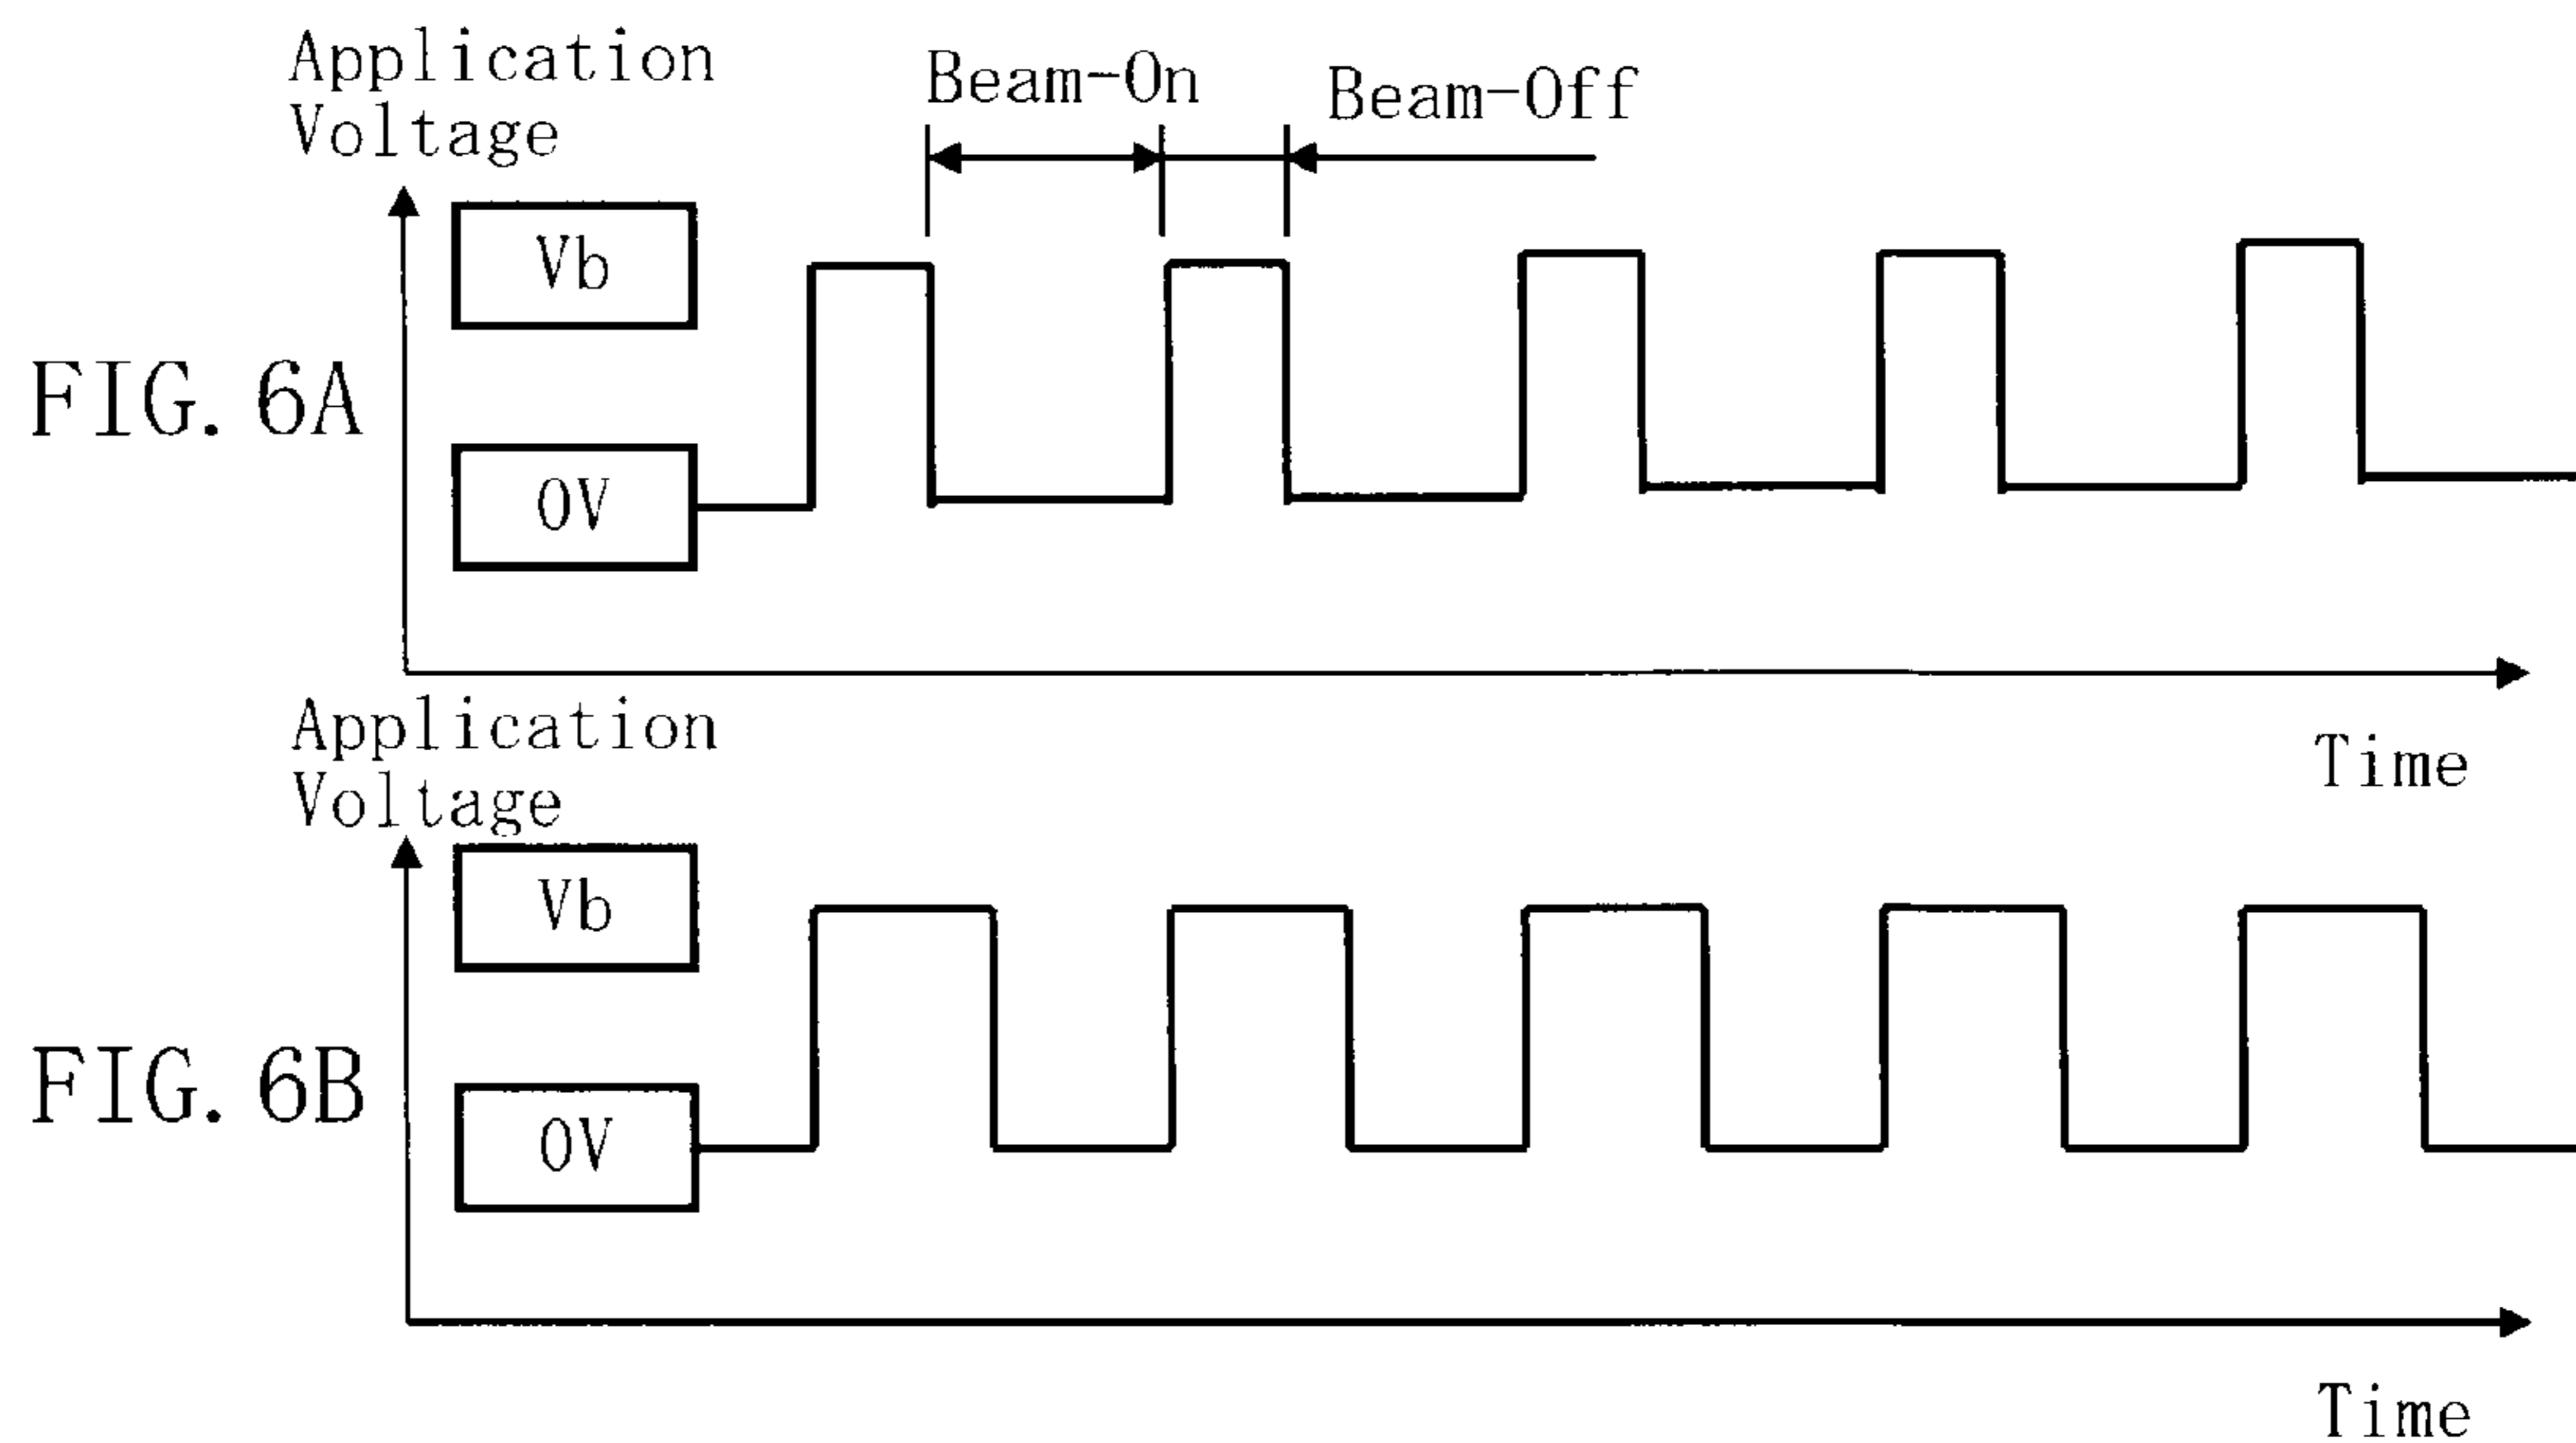 Application
Voltage
Beam-On
Beam-Off
Vb
FIG. 6A
0V
Time
Application
Voltage
Vb
FIG. 6B
0V
Time